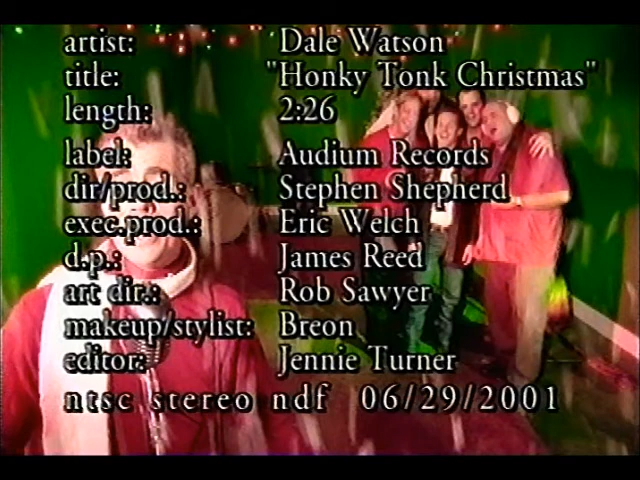 artist: Dale Watson
title: "Honky Tonk Christmas"
length: 2:26
label: Audium Records
dir/prod.: Stephen Shepherd
exec.prod.: Eric Welch
d.p.: James Reed
art dir.: Rob Sawyer
makeup/stylist: Breon
editor: Jennie Turner
ntsc stereo ndf 06/29/2001